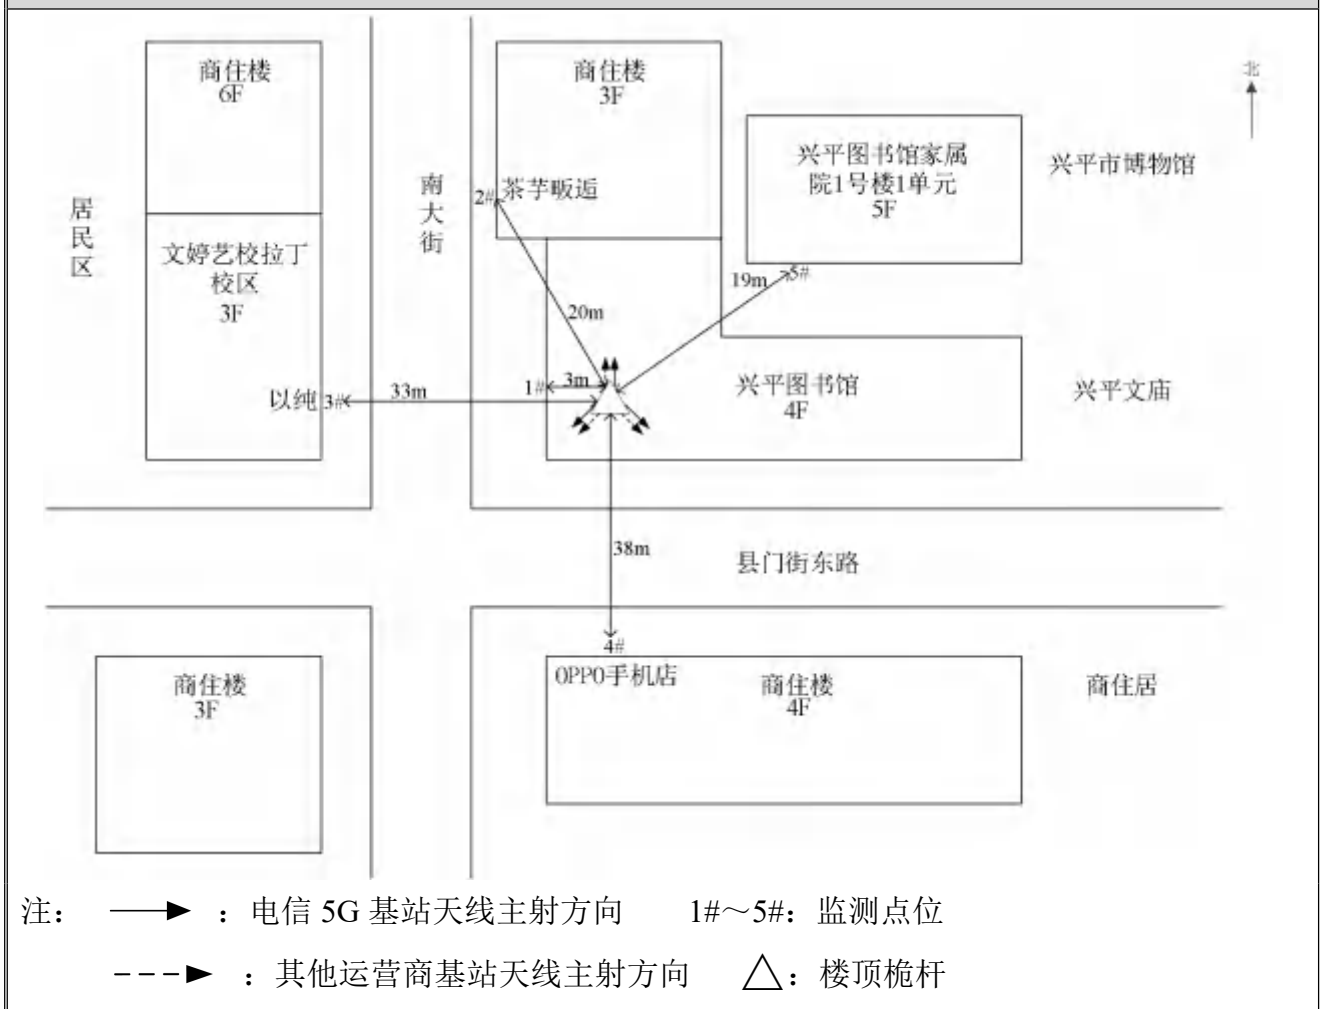 北
商住楼
6F
商住楼
3F
兴平图书馆家属
院1号楼1单元
5F
兴平市博物馆
南大街
2#
茶芋畈逅
居民区
文婷艺校拉丁
校区
3F
19m
5#
20m
1#
3m
兴平图书馆
4F
兴平文庙
以纯
3#
33m
38m
县门街东路
4#
OPPO手机店
商住楼
4F
商住居
商住楼
3F
注： ：电信 5G 基站天线主射方向 1#～5#：监测点位
：其他运营商基站天线主射方向 ：楼顶桅杆